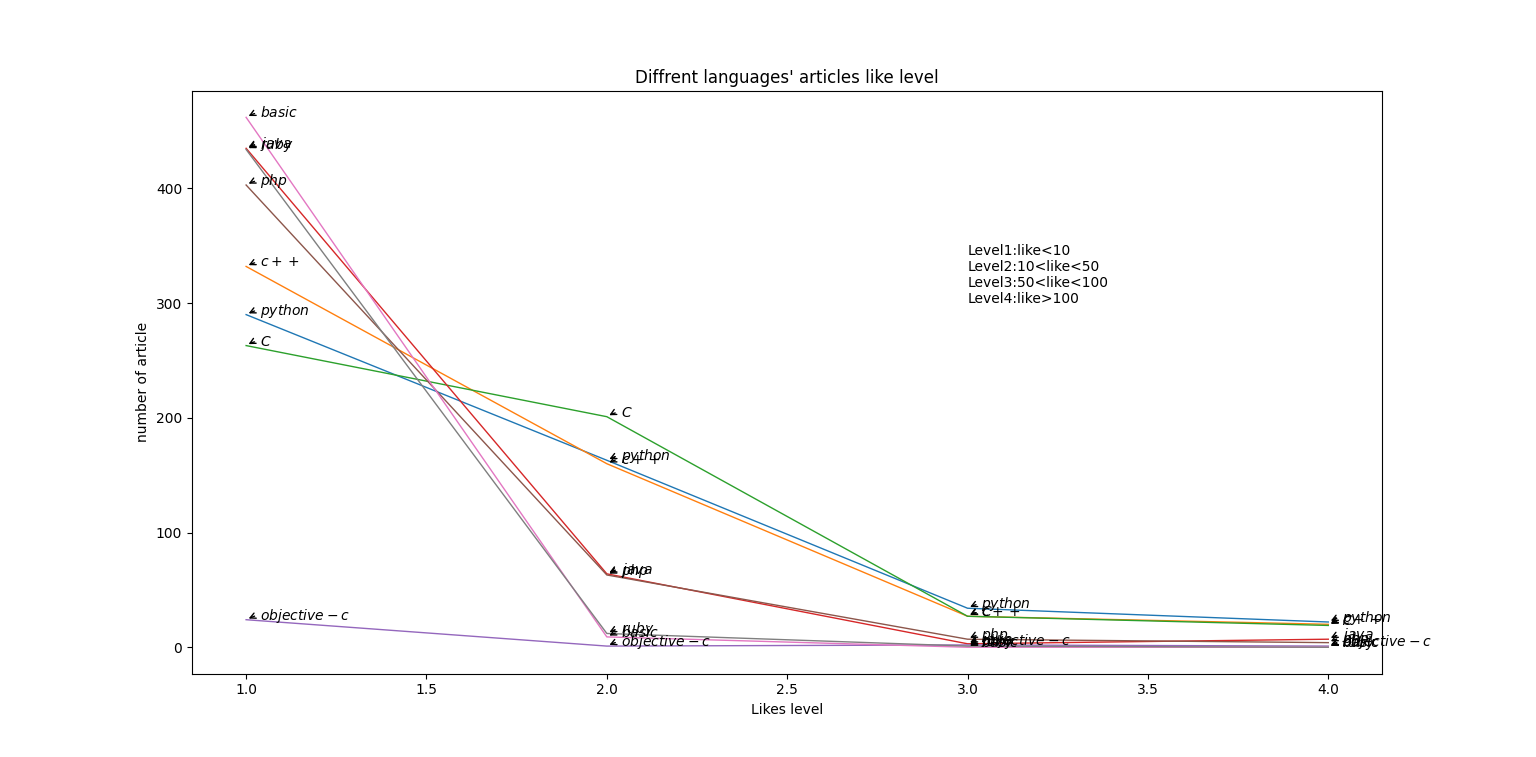 Diffrent languages' articles like level
basic
java
ruby
php
c++
python
C
objective-c
Level1:like<10
Level2:10<like<50
Level3:50<like<100
Level4:like>100
C
python
c++
java
php
ruby
basic
objective-c
python
c++
php
objective-c
python
java
objective-c
number of article
400
300
200
100
0
1.0 1.5 2.0 2.5 3.0 3.5 4.0
Likes level